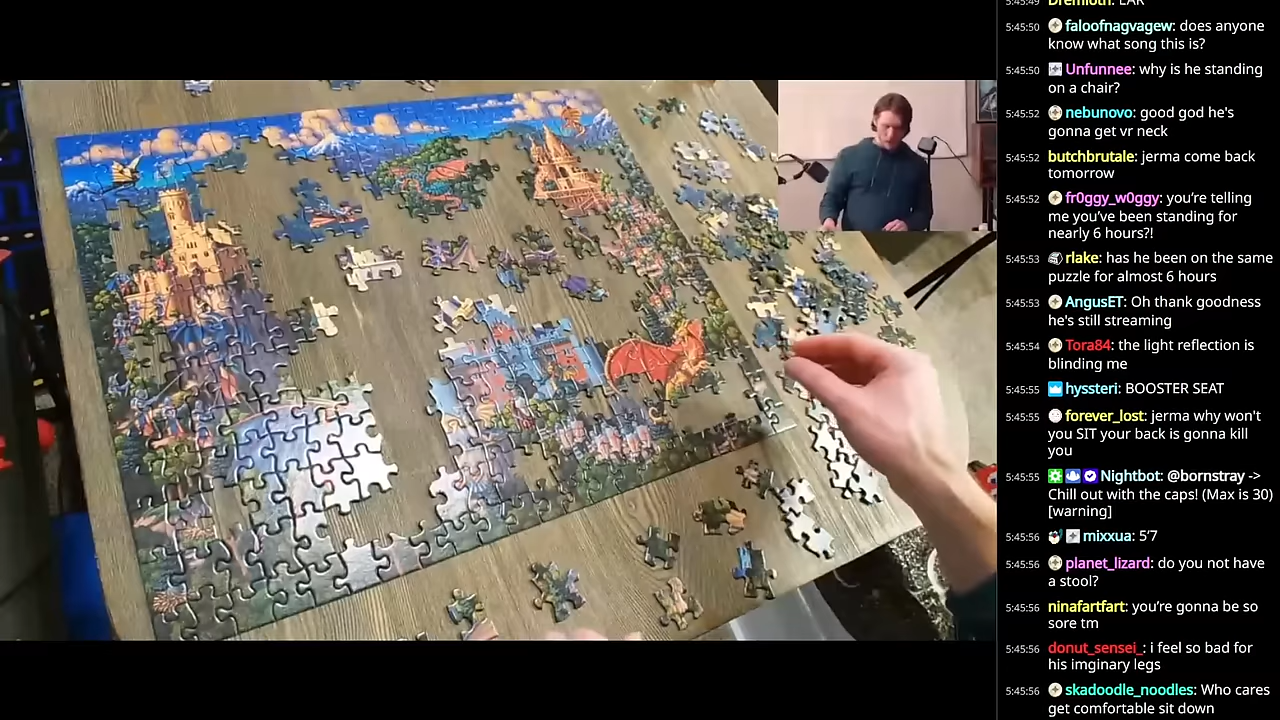 5:45:49 Dremioth: EAR
5:45:50 faloofnagvagew: does anyone
know what song this is?
5:45:50 Unfunnee: why is he standing
on a chair?
5:45:52 nebunovo: good god he's
gonna get vr neck
5:45:52 butchbrutale: jerma come back
tomorrow
5:45:52 fr0ggy_w0ggy: you're telling
me you've been standing for
nearly 6 hours?!
5:45:53 rlake: has he been on the same
puzzle for almost 6 hours
5:45:53 AngusET: Oh thank goodness
he's still streaming
5:45:54 Tora84: the light reflection is
blinding me
5:45:55 hyssteri: BOOSTER SEAT
5:45:55 forever_lost: jerma why won't
you SIT your back is gonna kill
you
5:45:55 Nightbot: @bornstray ->
Chill out with the caps! (Max is 30)
[warning]
5:45:56 mixxua: 5'7
5:45:56 planet_lizard: do you not have
a stool?
5:45:56 ninafartfart: you're gonna be so
sore tm
5:45:56 donut_sensei_: i feel so bad for
his imginary legs
5:45:56 skadoodle_noodles: Who cares
get comfortable sit down